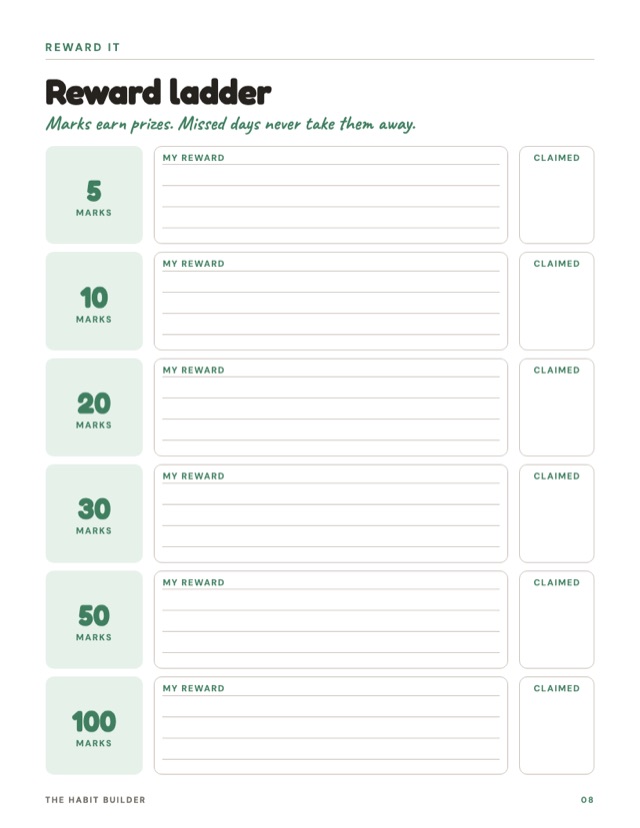 REWARD IT
Reward ladder
Marks earn prizes. Missed days never take them away.
5
MARKS
MY REWARD
CLAIMED
10
MARKS
MY REWARD
CLAIMED
20
MARKS
MY REWARD
CLAIMED
30
MARKS
MY REWARD
CLAIMED
50
MARKS
MY REWARD
CLAIMED
100
MARKS
MY REWARD
CLAIMED
THE HABIT BUILDER
08